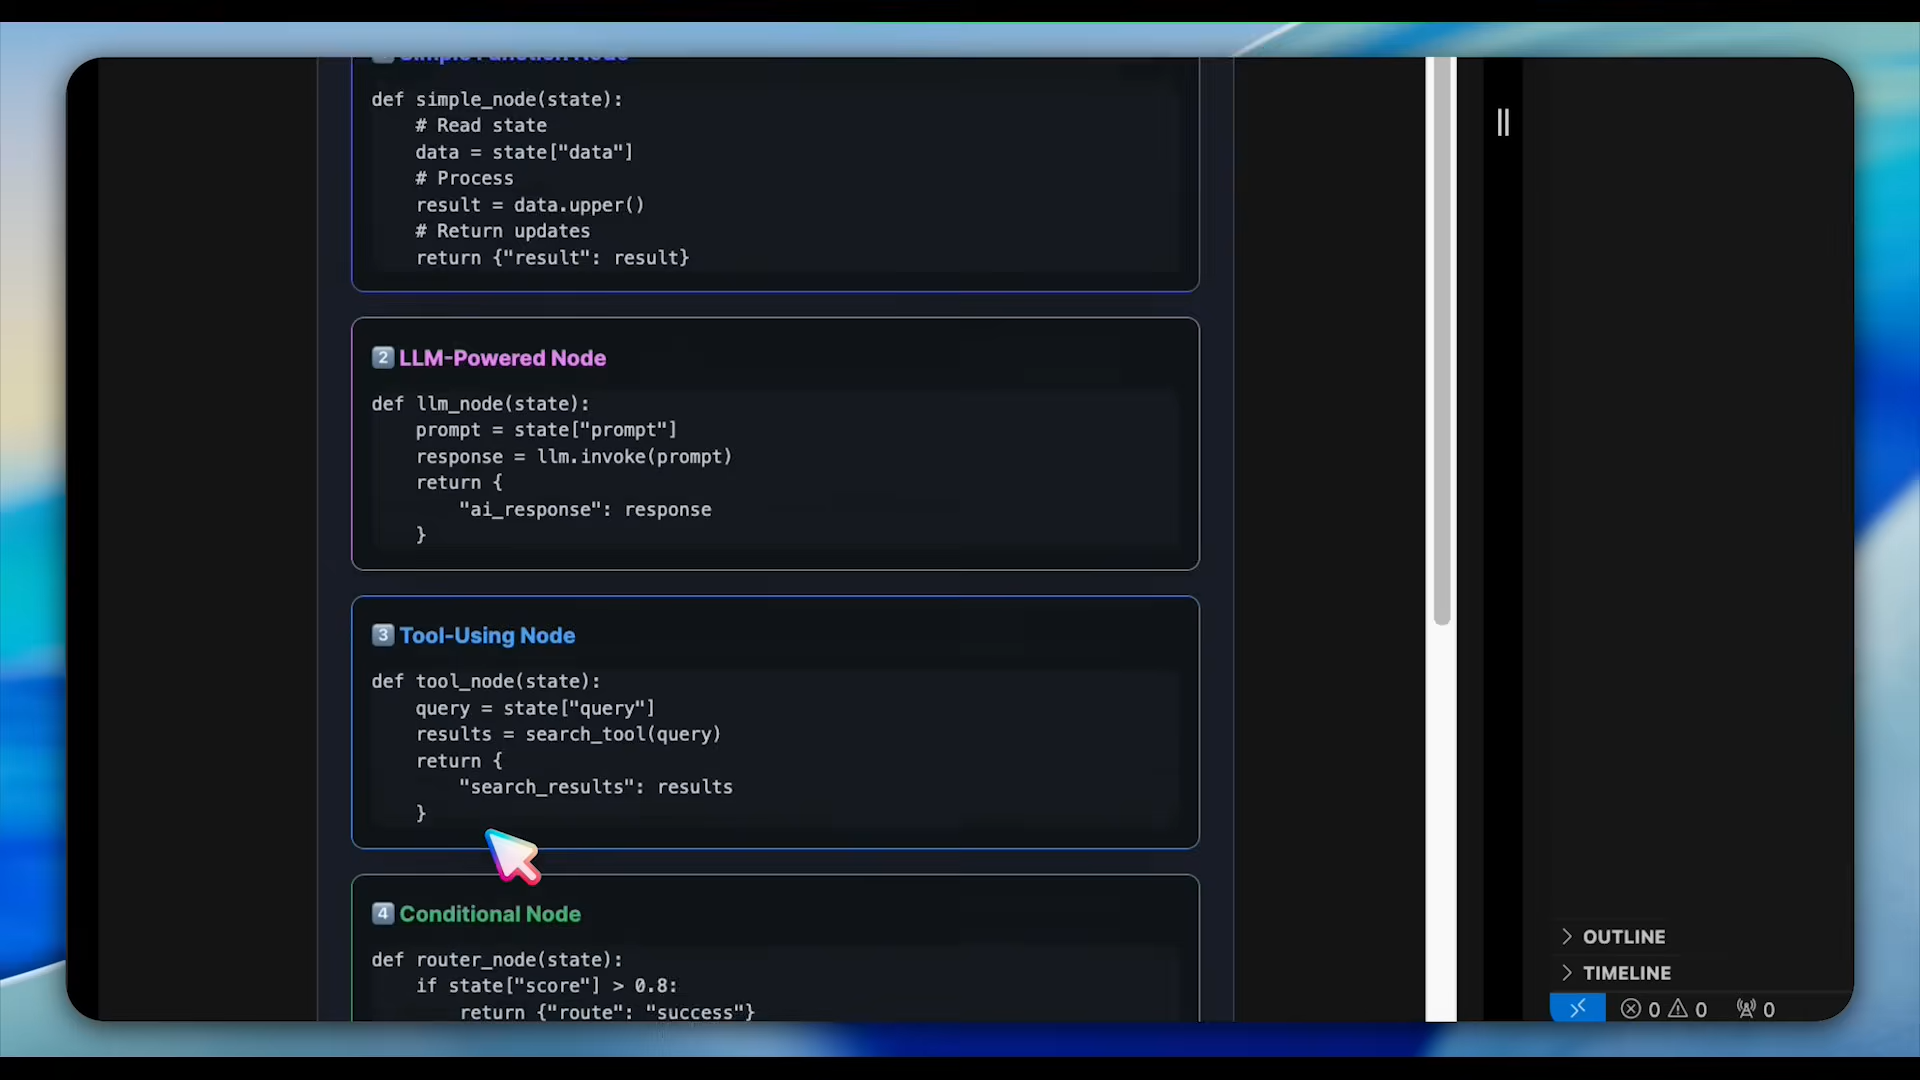 Simple Function Node
def simple_node(state):
    # Read state
    data = state["data"]
    # Process
    result = data.upper()
    # Return updates
    return {"result": result}
2 LLM-Powered Node
def llm_node(state):
    prompt = state["prompt"]
    response = llm.invoke(prompt)
    return {
        "ai_response": response
    }
3 Tool-Using Node
def tool_node(state):
    query = state["query"]
    results = search_tool(query)
    return {
        "search_results": results
    }
4 Conditional Node
def router_node(state):
    if state["score"] > 0.8:
        return {"route": "success"}
OUTLINE
TIMELINE
0 0 0